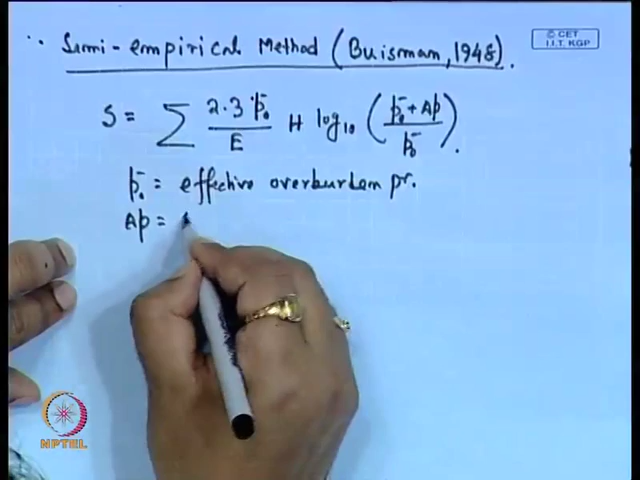 ∴ Semi-empirical Method (Buisman, 1948).
© CET
I.I.T. KGP
S = ∑ 2.3 p̄₀ / E H log₁₀ ( p̄₀ + Δp / p̄₀ ).
p̄₀ = effective overburden pr.
Δp =
NPTEL